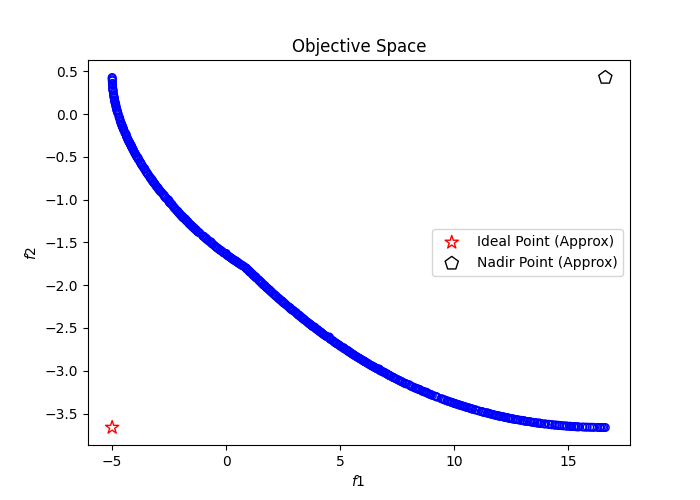 Objective Space
0.5
0.0
−0.5
−1.0
−1.5
−2.0
−2.5
−3.0
−3.5
f2
Ideal Point (Approx)
Nadir Point (Approx)
−5 0 5 10 15
f1